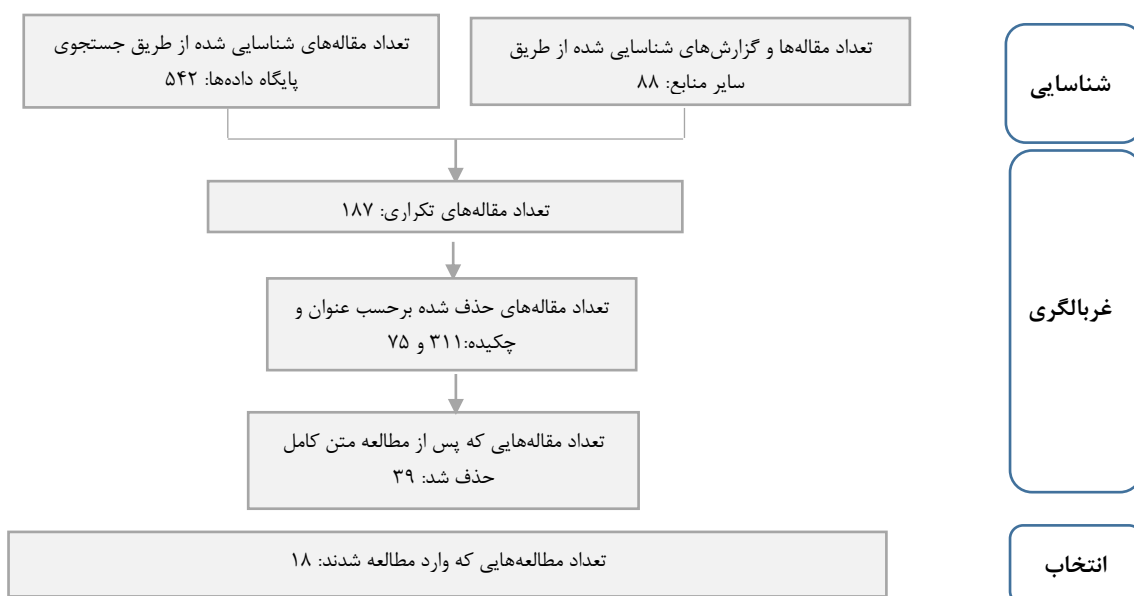 شناسایی
تعداد مقاله‌ها و گزارش‌های شناسایی شده از طریق
سایر منابع: ۸۸
تعداد مقاله‌های شناسایی شده از طریق جستجوی
پایگاه داده‌ها: ۵۴۲
غربالگری
تعداد مقاله‌های تکراری: ۱۸۷
تعداد مقاله‌های حذف شده برحسب عنوان و
چکیده:۳۱۱ و ۷۵
تعداد مقاله‌هایی که پس از مطالعه متن کامل
حذف شد: ۳۹
انتخاب
تعداد مطالعه‌هایی که وارد مطالعه شدند: ۱۸